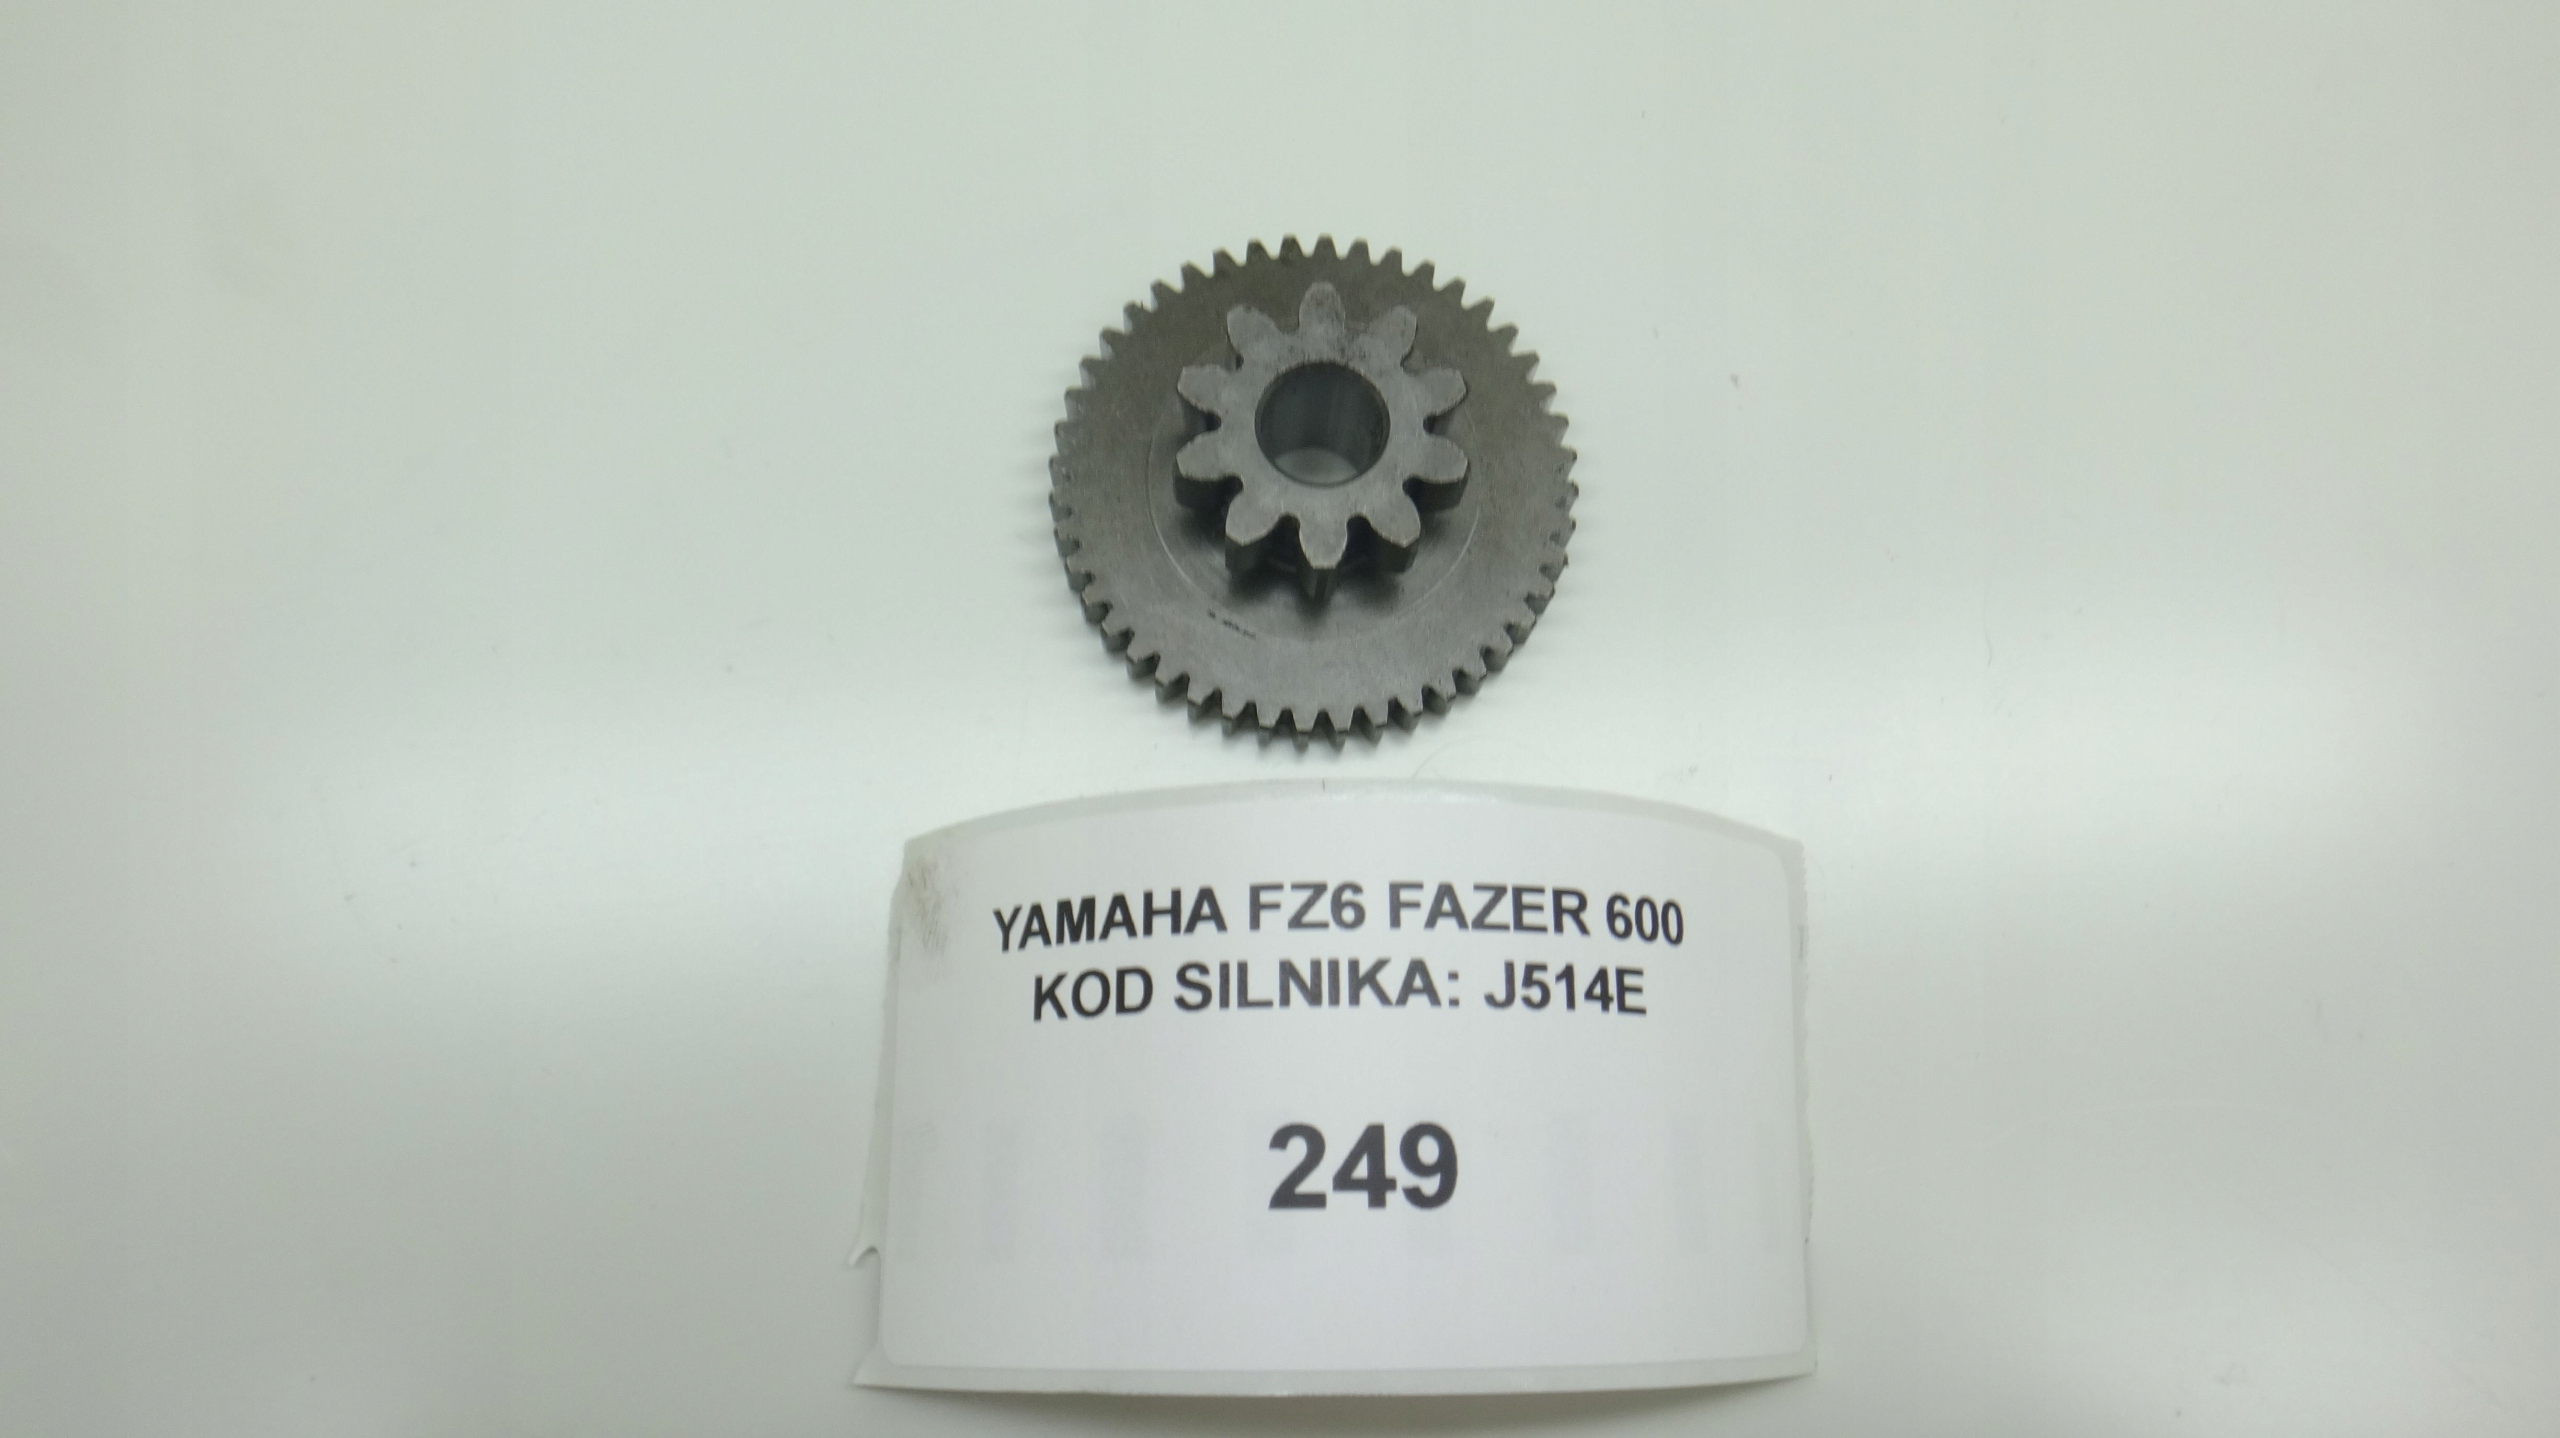 YAMAHA FZ6 FAZER 600
KOD SILNIKA: J514E
249